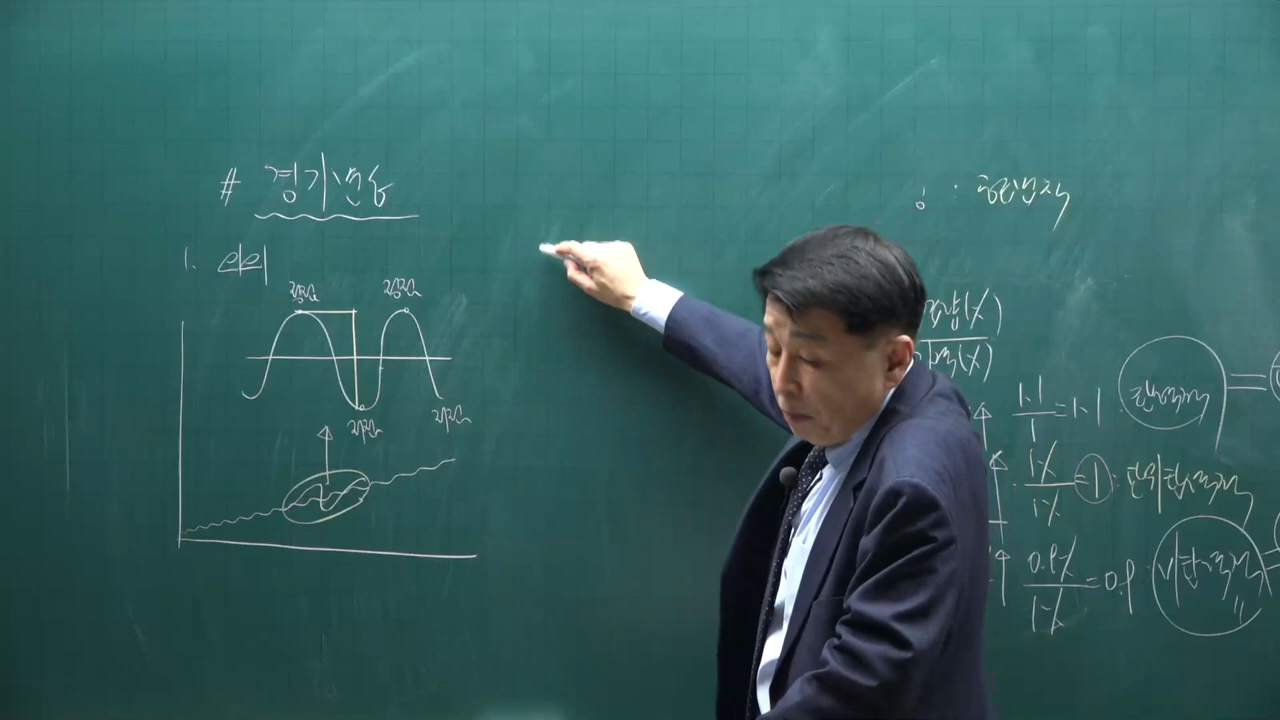 # 경기변동
1. 의의
정점 정점
저점 저점
(%)
(%)
1.1
1
=1.1 탄력적 =
1%
1%
=1 : 단위탄력적
0.9%
1%
=0.9 비탄력적 =